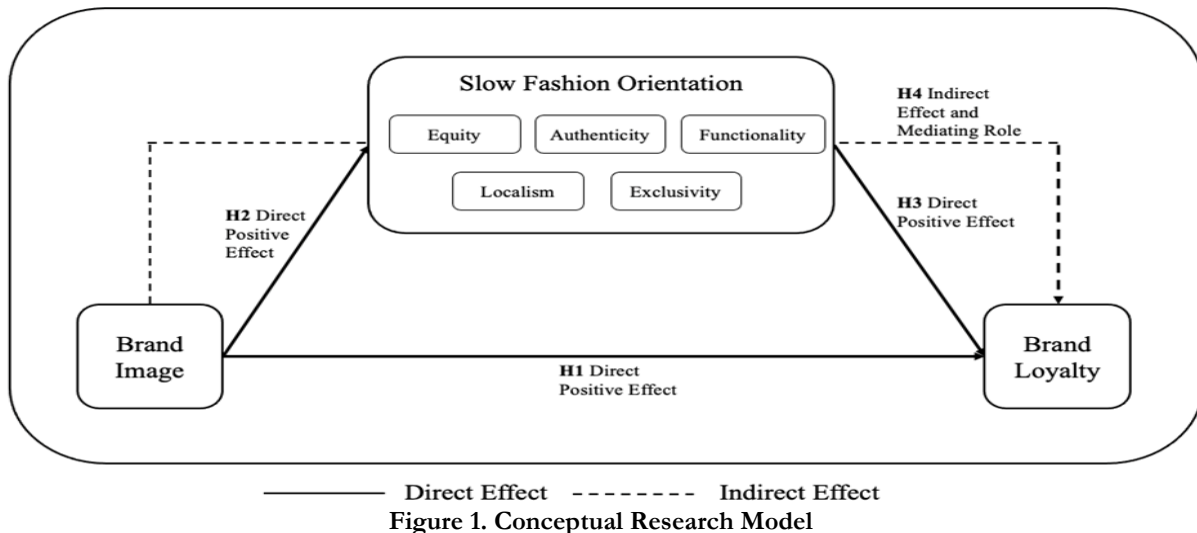 Slow Fashion Orientation
Equity
Authenticity
Functionality
Localism
Exclusivity
H4 Indirect
Effect and
Mediating Role
H2 Direct
Positive
Effect
H3 Direct
Positive Effect
Brand
Image
H1 Direct
Positive Effect
Brand
Loyalty
Direct Effect
Indirect Effect
Figure 1. Conceptual Research Model